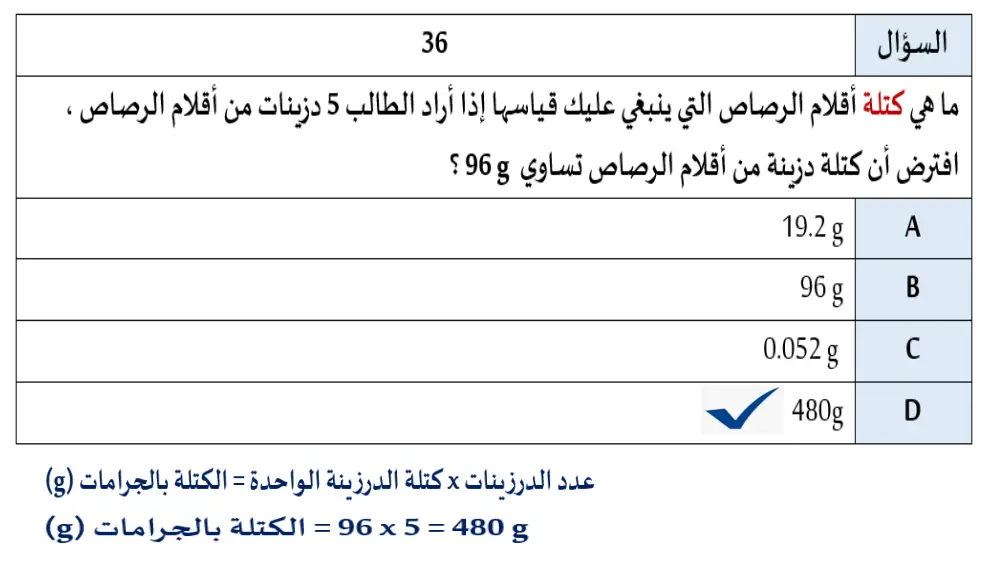 السؤال 36
ما هي كتلة أقلام الرصاص التي ينبغي عليك قياسها إذا أراد الطالب 5 دزينات من أقلام الرصاص ،
افترض أن كتلة دزينة من أقلام الرصاص تساوي 96 g ؟
A 19.2 g
B 96 g
C 0.052 g
D 480g
عدد الدرزينات x كتلة الدرزينة الواحدة = الكتلة بالجرامات (g)
الكتلة بالجرامات (g) = 96 x 5 = 480 g